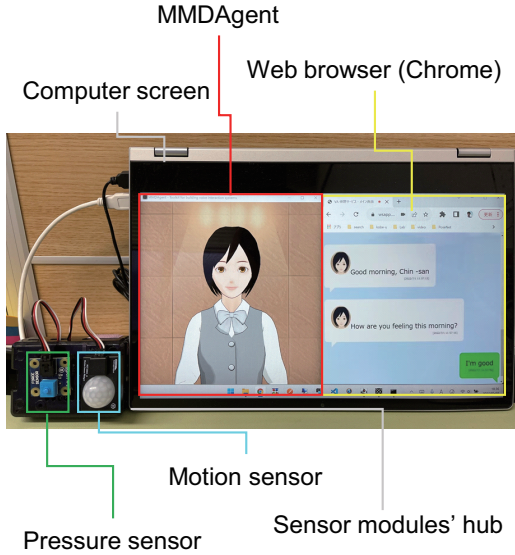 MMDAgent
Web browser (Chrome)
Computer screen
Good morning, Chin -san
How are you feeling this morning?
I'm good
Motion sensor
Sensor modules' hub
Pressure sensor